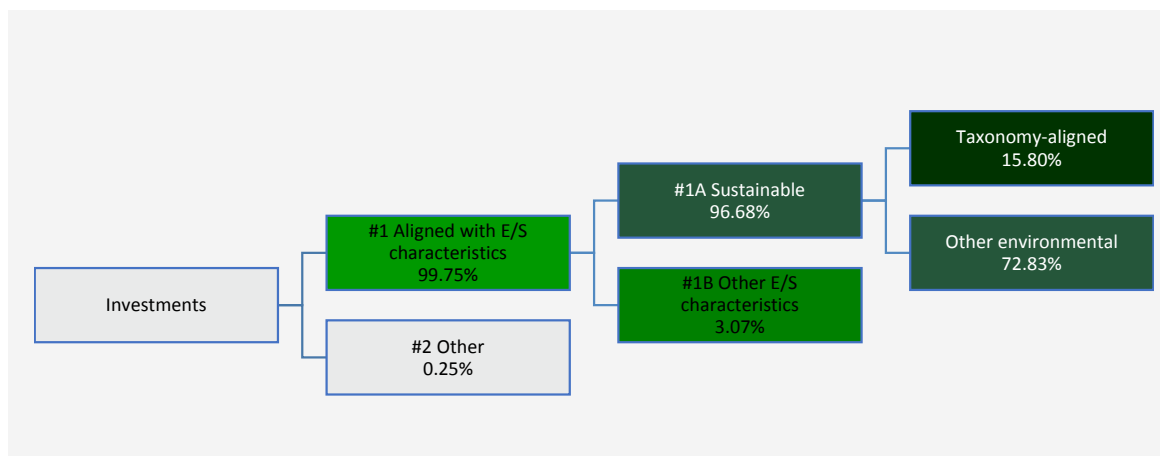 Investments
#1 Aligned with E/S
characteristics
99.75%
#2 Other
0.25%
#1A Sustainable
96.68%
#1B Other E/S
characteristics
3.07%
Taxonomy-aligned
15.80%
Other environmental
72.83%